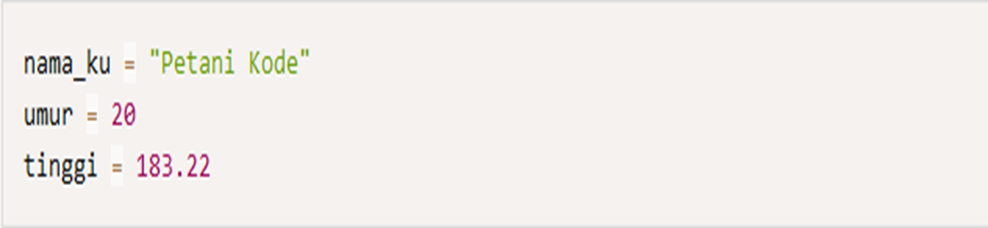 nama_ku = "Petani Kode"
umur = 20
tinggi = 183.22